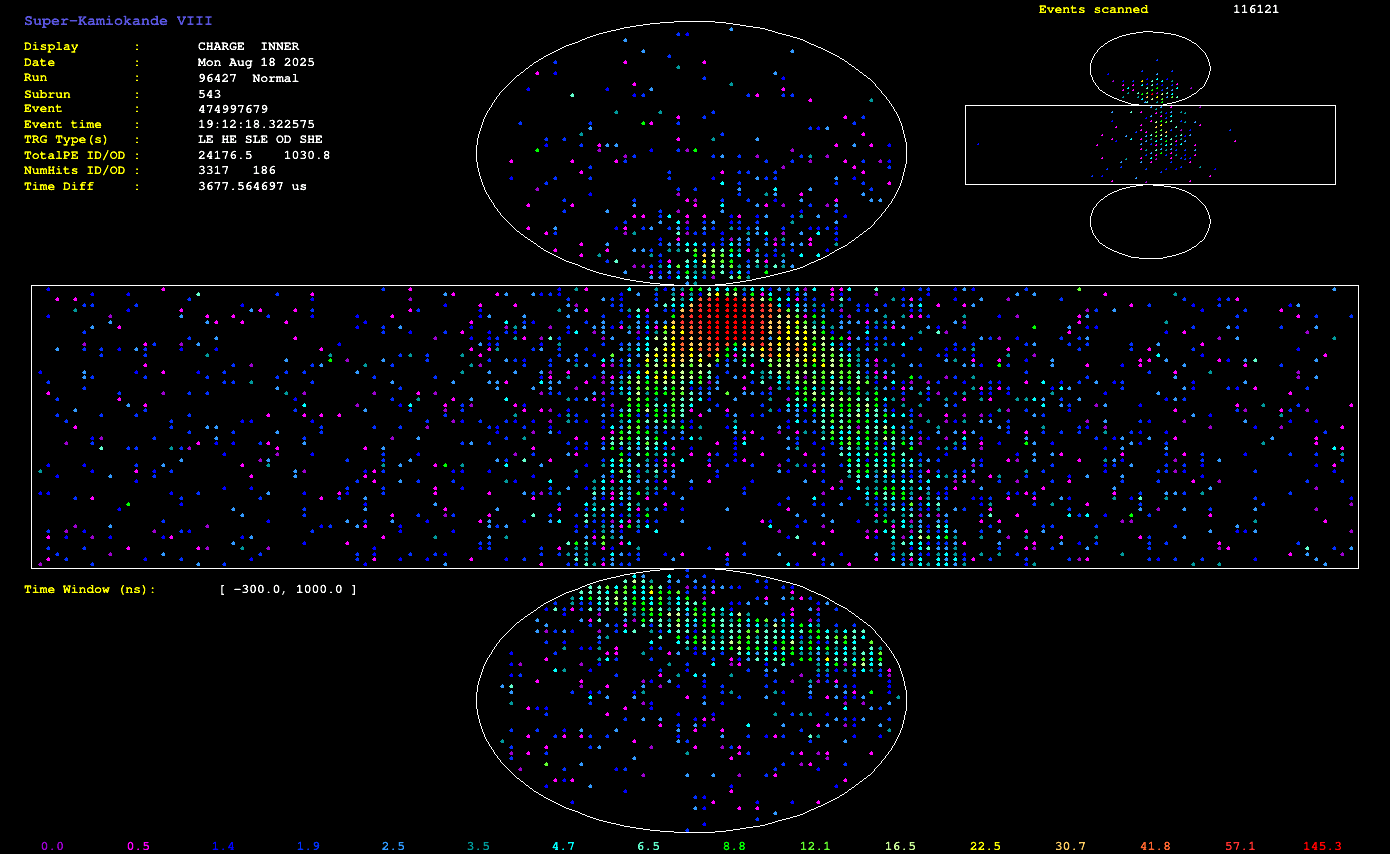 Super-Kamiokande VIII
Events scanned 116121
Display : CHARGE INNER
Date : Mon Aug 18 2025
Run : 96427 Normal
Subrun : 543
Event : 474997679
Event time : 19:12:18.322575
TRG Type(s) : LE HE SLE OD SHE
TotalPE ID/OD : 24176.5 1030.8
NumHits ID/OD : 3317 186
Time Diff : 3677.564697 us
Time Window (ns): [ -300.0, 1000.0 ]
0.0 0.5 1.4 1.9 2.5 3.5 4.7 6.5 8.8 12.1 16.5 22.5 30.7 41.8 57.1 145.3